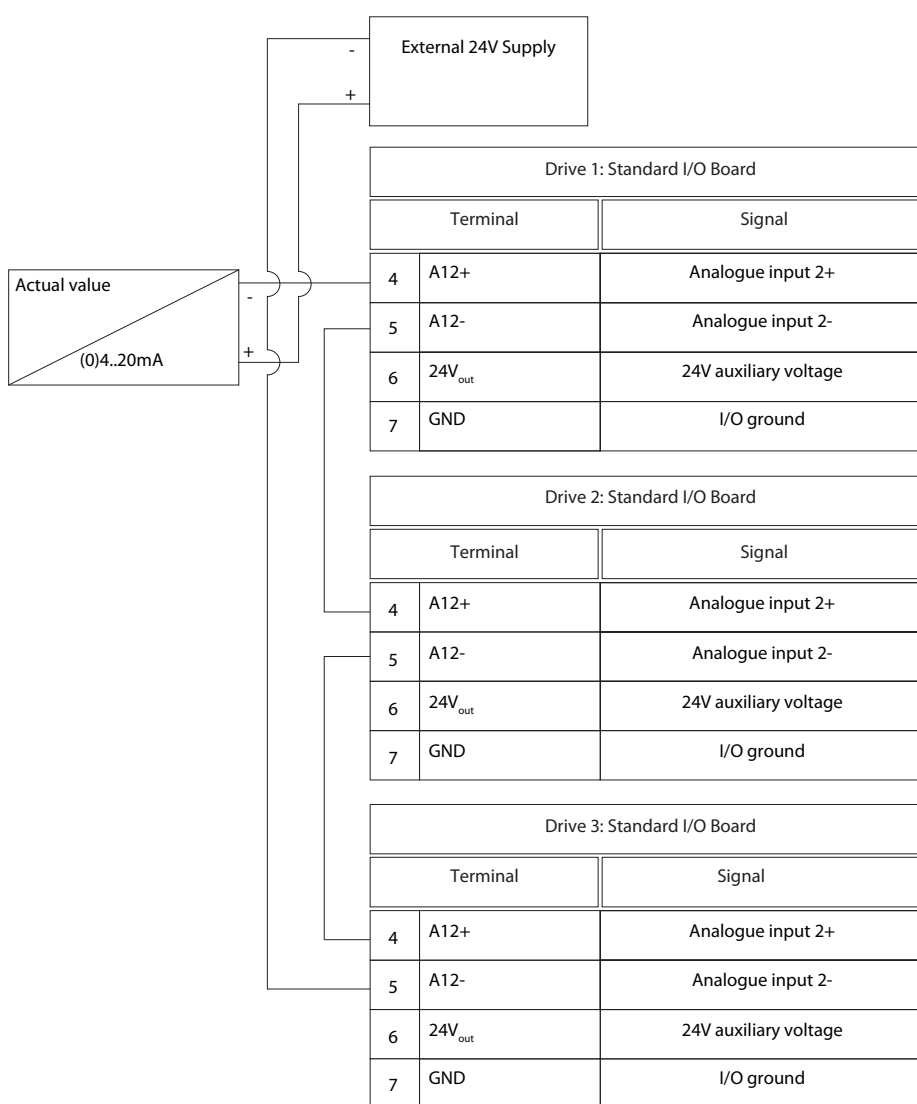 External 24V Supply
-
+
Drive 1: Standard I/O Board
Terminal Signal
Actual value
-
+
(0)4..20mA
4 A12+ Analogue input 2+
5 A12- Analogue input 2-
6 24Vout 24V auxiliary voltage
7 GND I/O ground
Drive 2: Standard I/O Board
Terminal Signal
4 A12+ Analogue input 2+
5 A12- Analogue input 2-
6 24Vout 24V auxiliary voltage
7 GND I/O ground
Drive 3: Standard I/O Board
Terminal Signal
4 A12+ Analogue input 2+
5 A12- Analogue input 2-
6 24Vout 24V auxiliary voltage
7 GND I/O ground